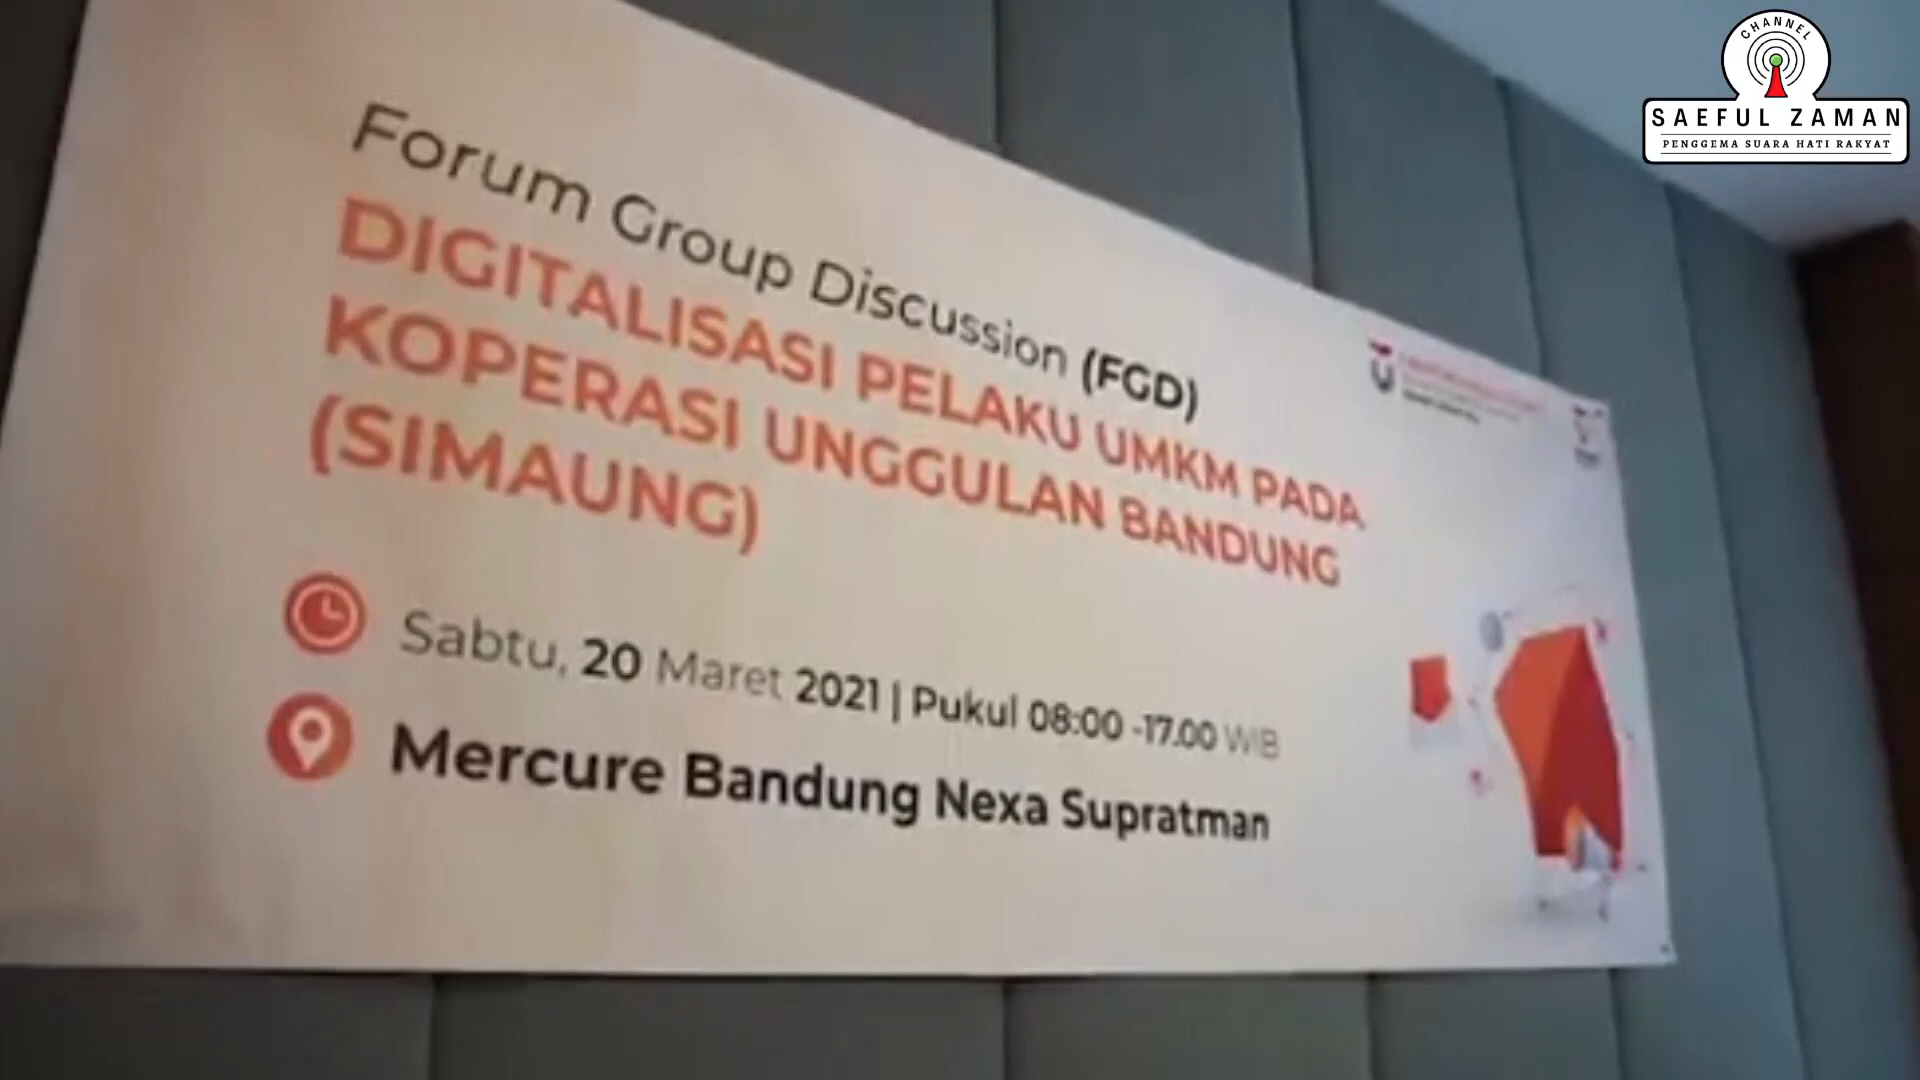 CHANNEL
SAEFUL ZAMAN
PENGGEMA SUARA HATI RAKYAT
Forum Group Discussion (FGD)
DIGITALISASI PELAKU UMKM PADA
KOPERASI UNGGULAN BANDUNG
(SIMAUNG)
Sabtu, 20 Maret 2021 | Pukul 08:00 -17.00 WIB
Mercure Bandung Nexa Supratman